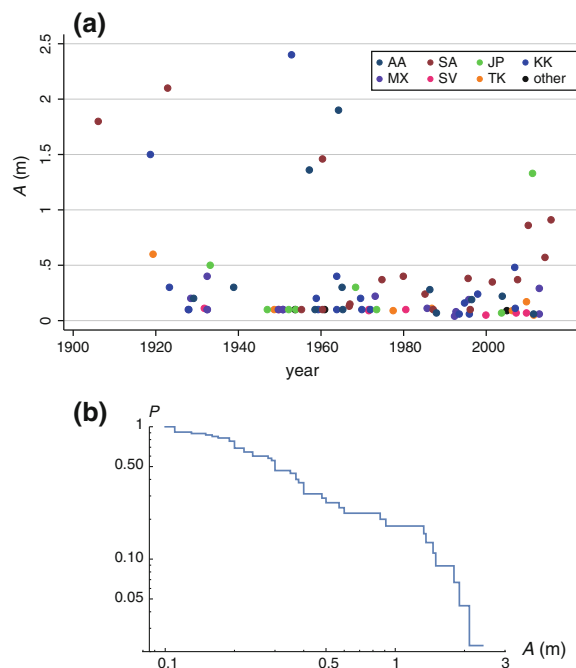 (a)
2.5
2
1.5
1
.5
0
A (m)
AA SA JP KK
MX SV TK other
1900 1920 1940 1960 1980 2000
year
(b)
P
1
0.50
0.10
0.05
0.1 0.5 1 3
A (m)